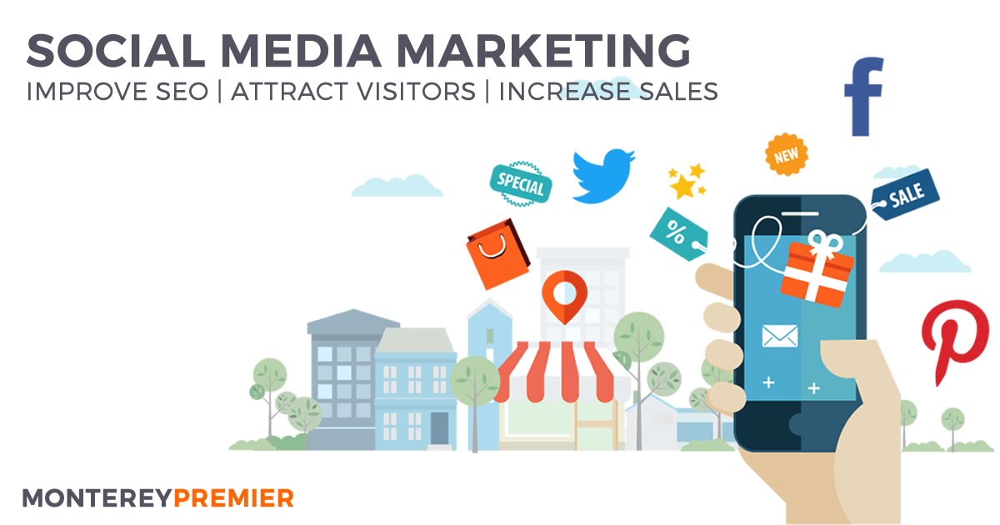 SOCIAL MEDIA MARKETING
IMPROVE SEO | ATTRACT VISITORS | INCREASE SALES
NEW
SPECIAL
SALE
%
MONTEREYPREMIER